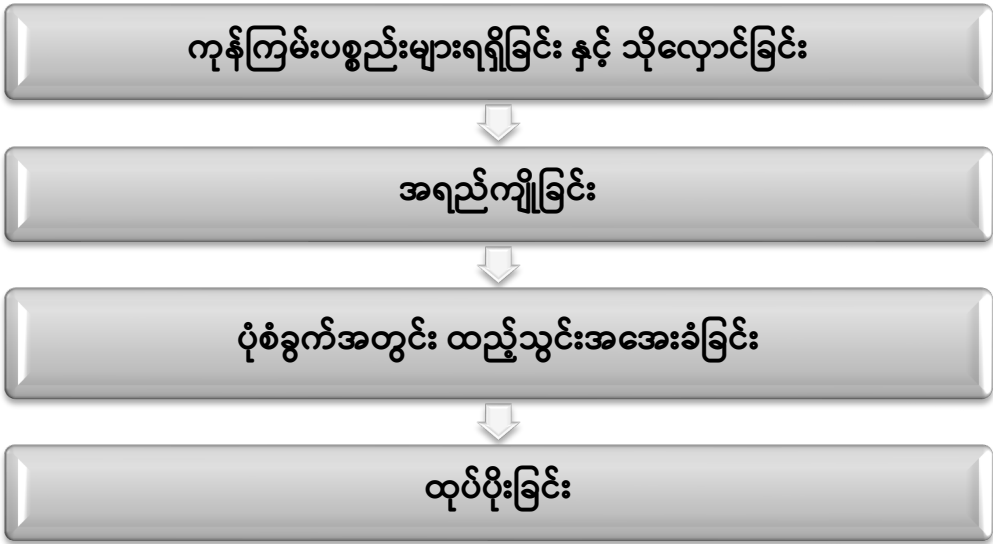 ကုန်ကြမ်းပစ္စည်းများရရှိခြင်း နှင့် သိုလှောင်ခြင်း
အရည်ကျိုခြင်း
ပုံစံခွက်အတွင်း ထည့်သွင်းအအေးခံခြင်း
ထုပ်ပိုးခြင်း